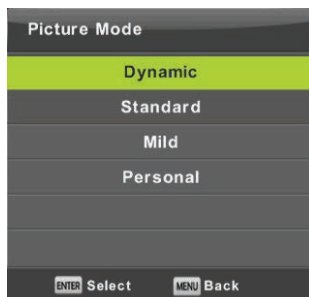 Picture Mode
Dynamic
Standard
Mild
Personal
ENTER Select MENU Back